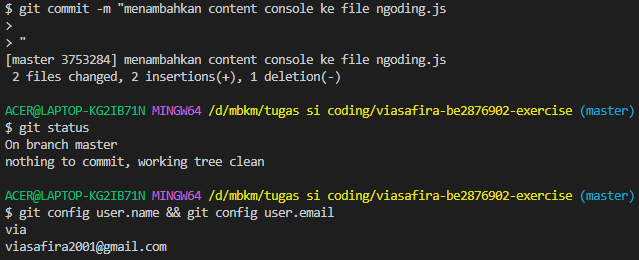 $ git commit -m "menambahkan content console ke file ngoding.js
>
> "
[master 3753284] menambahkan content console ke file ngoding.js
 2 files changed, 2 insertions(+), 1 deletion(-)
ACER@LAPTOP-KG2IB71N MINGW64 /d/mbkm/tugas si coding/viasafira-be2876902-exercise (master)
$ git status
On branch master
nothing to commit, working tree clean
ACER@LAPTOP-KG2IB71N MINGW64 /d/mbkm/tugas si coding/viasafira-be2876902-exercise (master)
$ git config user.name && git config user.email
via
viasafira2001@gmail.com